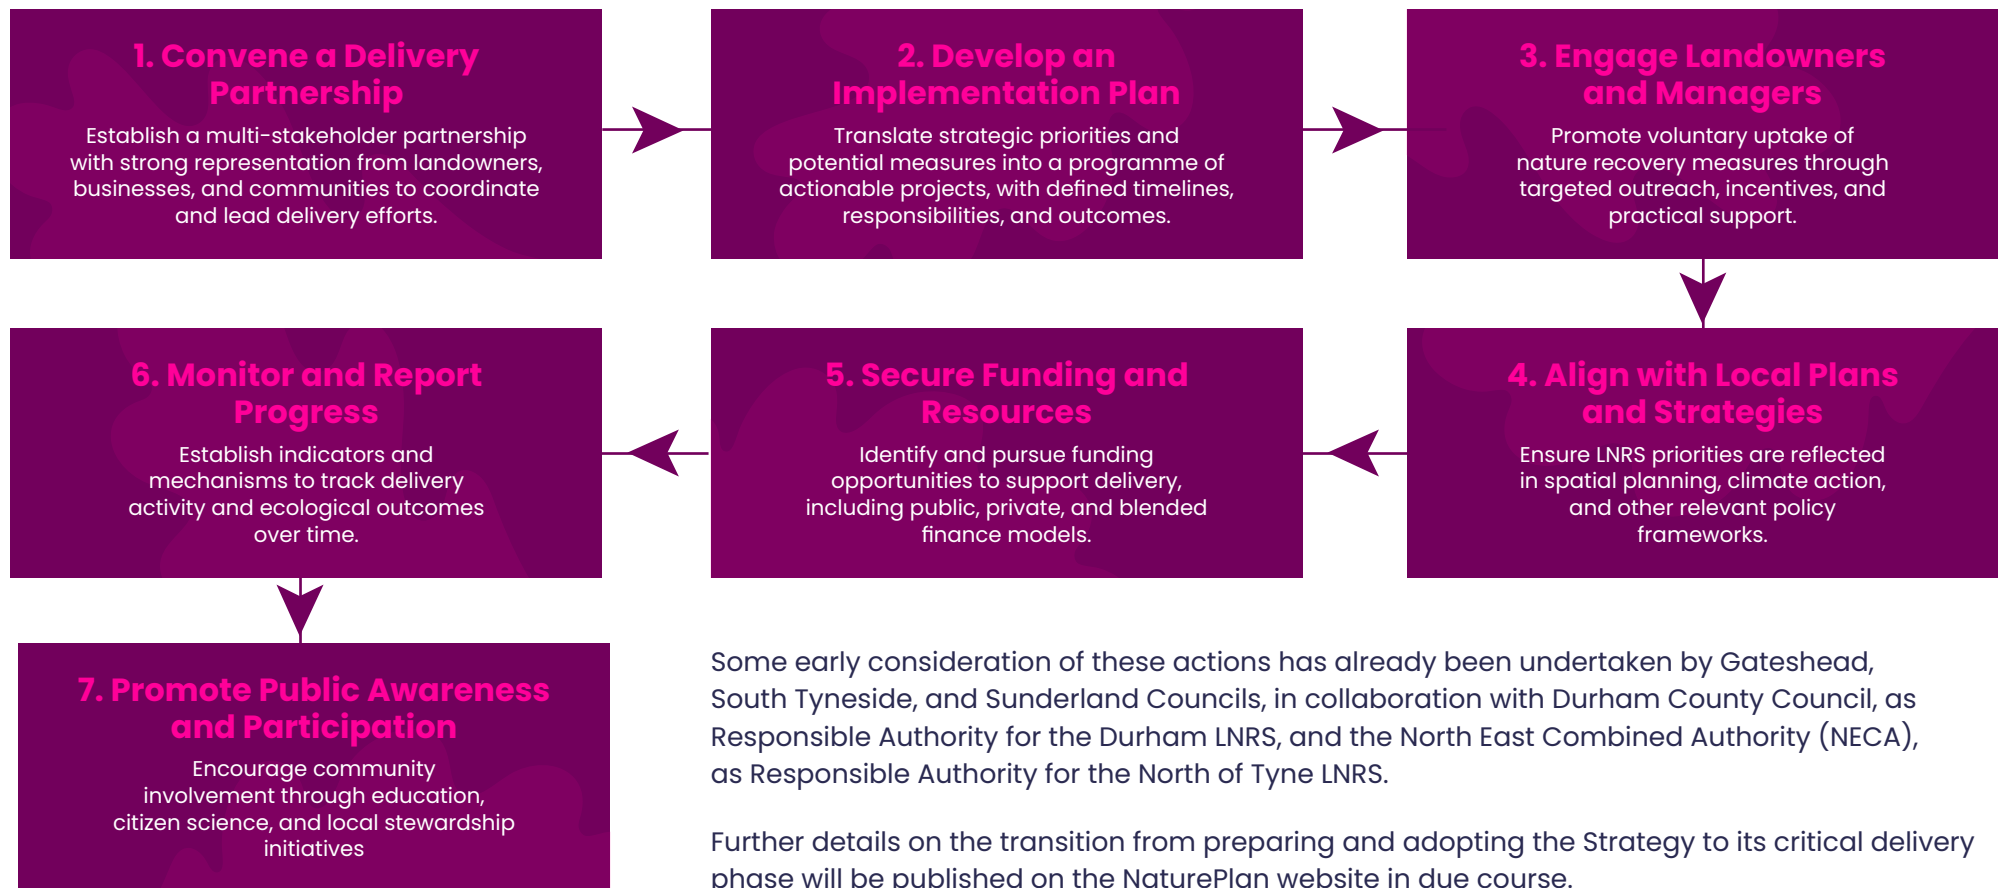 1. Convene a Delivery
Partnership
Establish a multi-stakeholder partnership
with strong representation from landowners,
businesses, and communities to coordinate
and lead delivery efforts.
2. Develop an
Implementation Plan
Translate strategic priorities and
potential measures into a programme of
actionable projects, with defined timelines,
responsibilities, and outcomes.
3. Engage Landowners
and Managers
Promote voluntary uptake of
nature recovery measures through
targeted outreach, incentives, and
practical support.
4. Align with Local Plans
and Strategies
Ensure LNRS priorities are reflected
in spatial planning, climate action,
and other relevant policy
frameworks.
5. Secure Funding and
Resources
Identify and pursue funding
opportunities to support delivery,
including public, private, and blended
finance models.
6. Monitor and Report
Progress
Establish indicators and
mechanisms to track delivery
activity and ecological outcomes
over time.
7. Promote Public Awareness
and Participation
Encourage community
involvement through education,
citizen science, and local stewardship
initiatives
Some early consideration of these actions has already been undertaken by Gateshead,
South Tyneside, and Sunderland Councils, in collaboration with Durham County Council, as
Responsible Authority for the Durham LNRS, and the North East Combined Authority (NECA),
as Responsible Authority for the North of Tyne LNRS.
Further details on the transition from preparing and adopting the Strategy to its critical delivery
phase will be published on the NaturePlan website in due course.